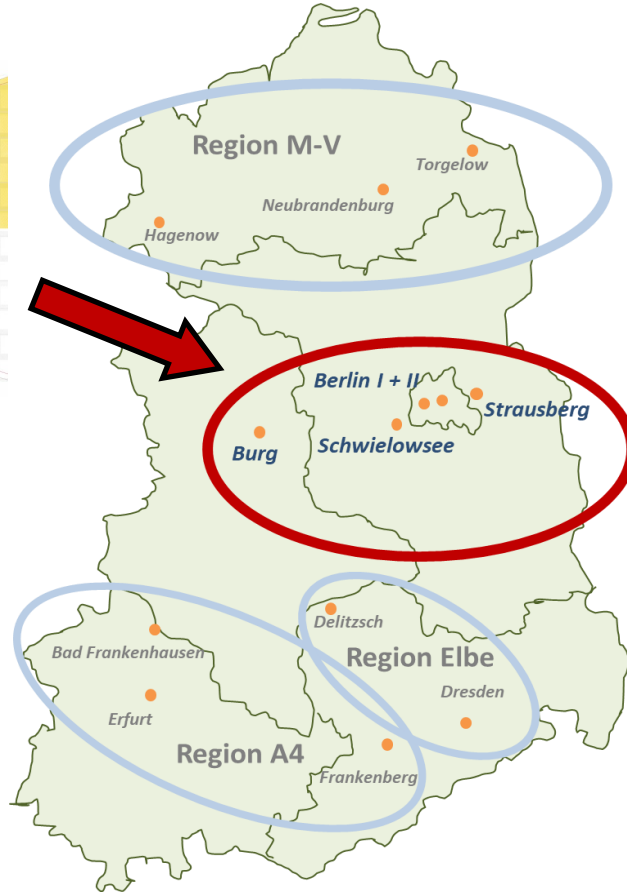 Region M-V
Torgelow
Neubrandenburg
Hagenow
Berlin I + II
Strausberg
Schwielowsee
Burg
Delitzsch
Bad Frankenhausen
Region Elbe
Dresden
Erfurt
Region A4
Frankenberg